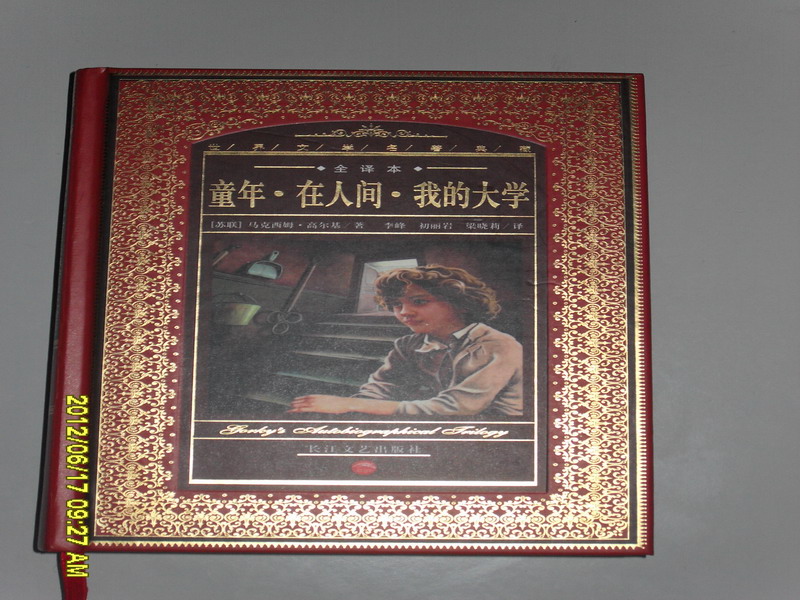 世/界/文/学/名/著/典/藏
全译本
童年·在人间·我的大学
[苏联] 马克西姆·高尔基/著 李峰 初丽岩 梁晓莉/译
Gorky's Autobiographical Trilogy
长江文艺出版社
2012/06/17 09:27 AM